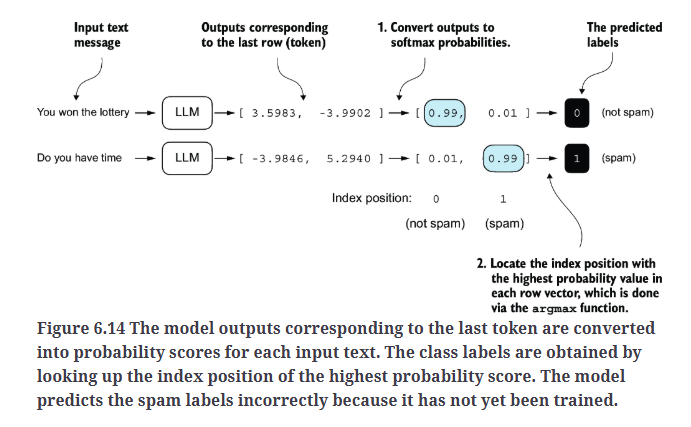 Input text message
Outputs corresponding to the last row (token)
1. Convert outputs to softmax probabilities.
The predicted labels
You won the lottery LLM [ 3.5983, -3.9902 ] [ 0.99, 0.01 ] 0 (not spam)
Do you have time LLM [ -3.9846, 5.2940 ] [ 0.01, 0.99 ] 1 (spam)
Index position: 0 1
(not spam) (spam)
2. Locate the index position with
the highest probability value in
each row vector, which is done
via the argmax function.
Figure 6.14 The model outputs corresponding to the last token are converted
into probability scores for each input text. The class labels are obtained by
looking up the index position of the highest probability score. The model
predicts the spam labels incorrectly because it has not yet been trained.